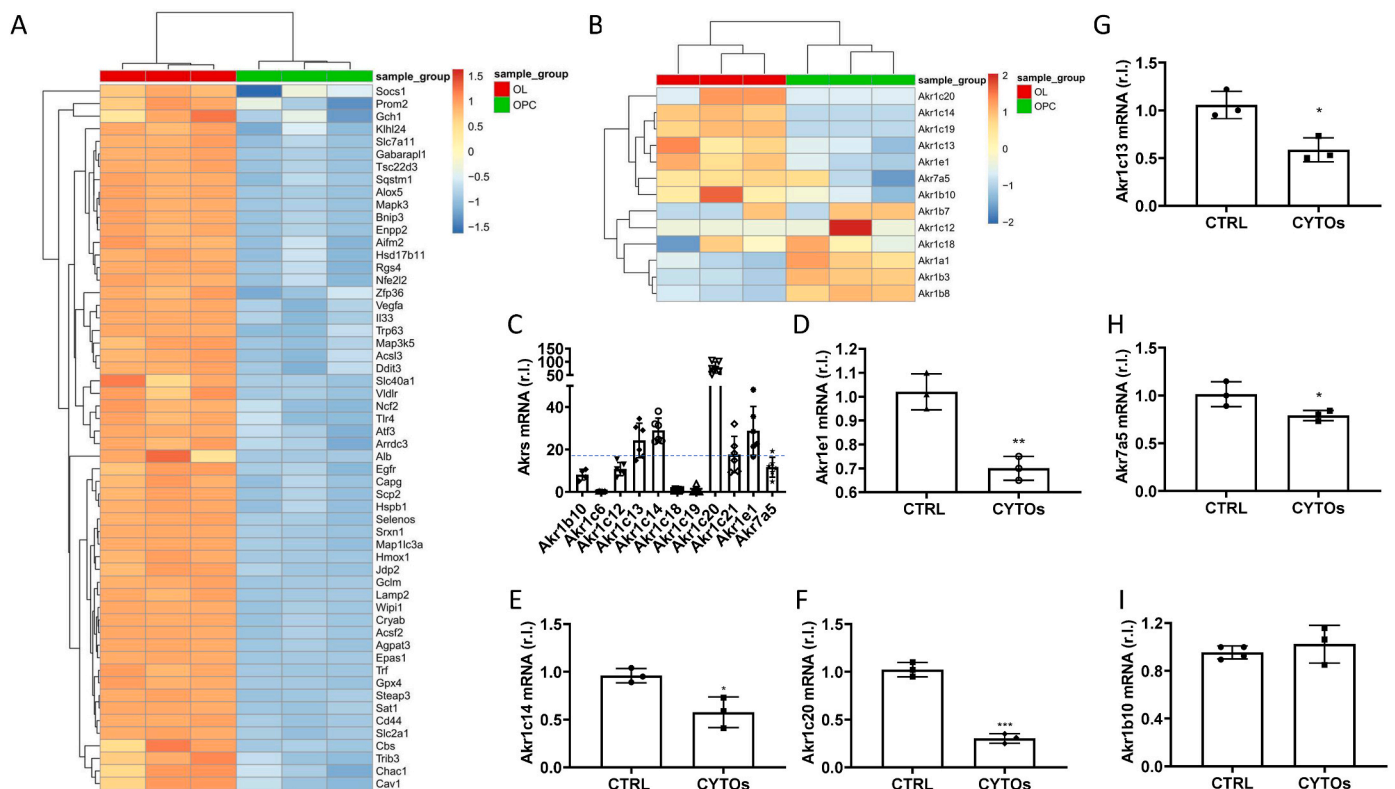 A
sample_group
Socs1
Prom2
Gch1
Klhl24
Slc7a11
Gabarapl1
Tsc22d3
Sqstm1
Alox5
Mapk3
Bnip3
Enpp2
Aifm2
Hsd17b11
Rgs4
Nfe2l2
Zfp36
Vegfa
Il33
Trp63
Map3k5
Acsl3
Ddit3
Slc40a1
Vldlr
Ncf2
Tlr4
Atf3
Arrdc3
Alb
Egfr
Capg
Scp2
Hspb1
Selenos
Srxn1
Map1lc3a
Hmox1
Jdp2
Gclm
Lamp2
Wipi1
Cryab
Acsf2
Agpat3
Epas1
Trf
Gpx4
Steap3
Sat1
Cd44
Slc2a1
Cbs
Trib3
Chac1
Cav1
1.5
1
0.5
0
-0.5
-1
-1.5
sample_group
OL
OPC
B
sample_group
Akr1c20
Akr1c14
Akr1c19
Akr1c13
Akr1e1
Akr7a5
Akr1b10
Akr1b7
Akr1c12
Akr1c18
Akr1a1
Akr1b3
Akr1b8
2
1
0
-1
-2
sample_group
OL
OPC
C
Akrs mRNA (r.l.)
150
100
50
40
20
0
Akr1b10
Akr1c6
Akr1c12
Akr1c13
Akr1c14
Akr1c18
Akr1c19
Akr1c20
Akr1c21
Akr1e1
Akr7a5
D
Akr1e1 mRNA (r.l.)
1.2
1.1
1.0
0.9
0.8
0.7
0.6
**
CTRL
CYTOs
E
Akr1c14 mRNA (r.l.)
1.5
1.0
0.5
0.0
*
CTRL
CYTOs
F
Akr1c20 mRNA (r.l.)
1.5
1.0
0.5
0.0
***
CTRL
CYTOs
G
Akr1c13 mRNA (r.l.)
1.5
1.0
0.5
0.0
*
CTRL
CYTOs
H
Akr7a5 mRNA (r.l.)
1.5
1.0
0.5
0.0
*
CTRL
CYTOs
I
Akr1b10 mRNA (r.l.)
1.2
0.8
0.4
0.0
CTRL
CYTOs